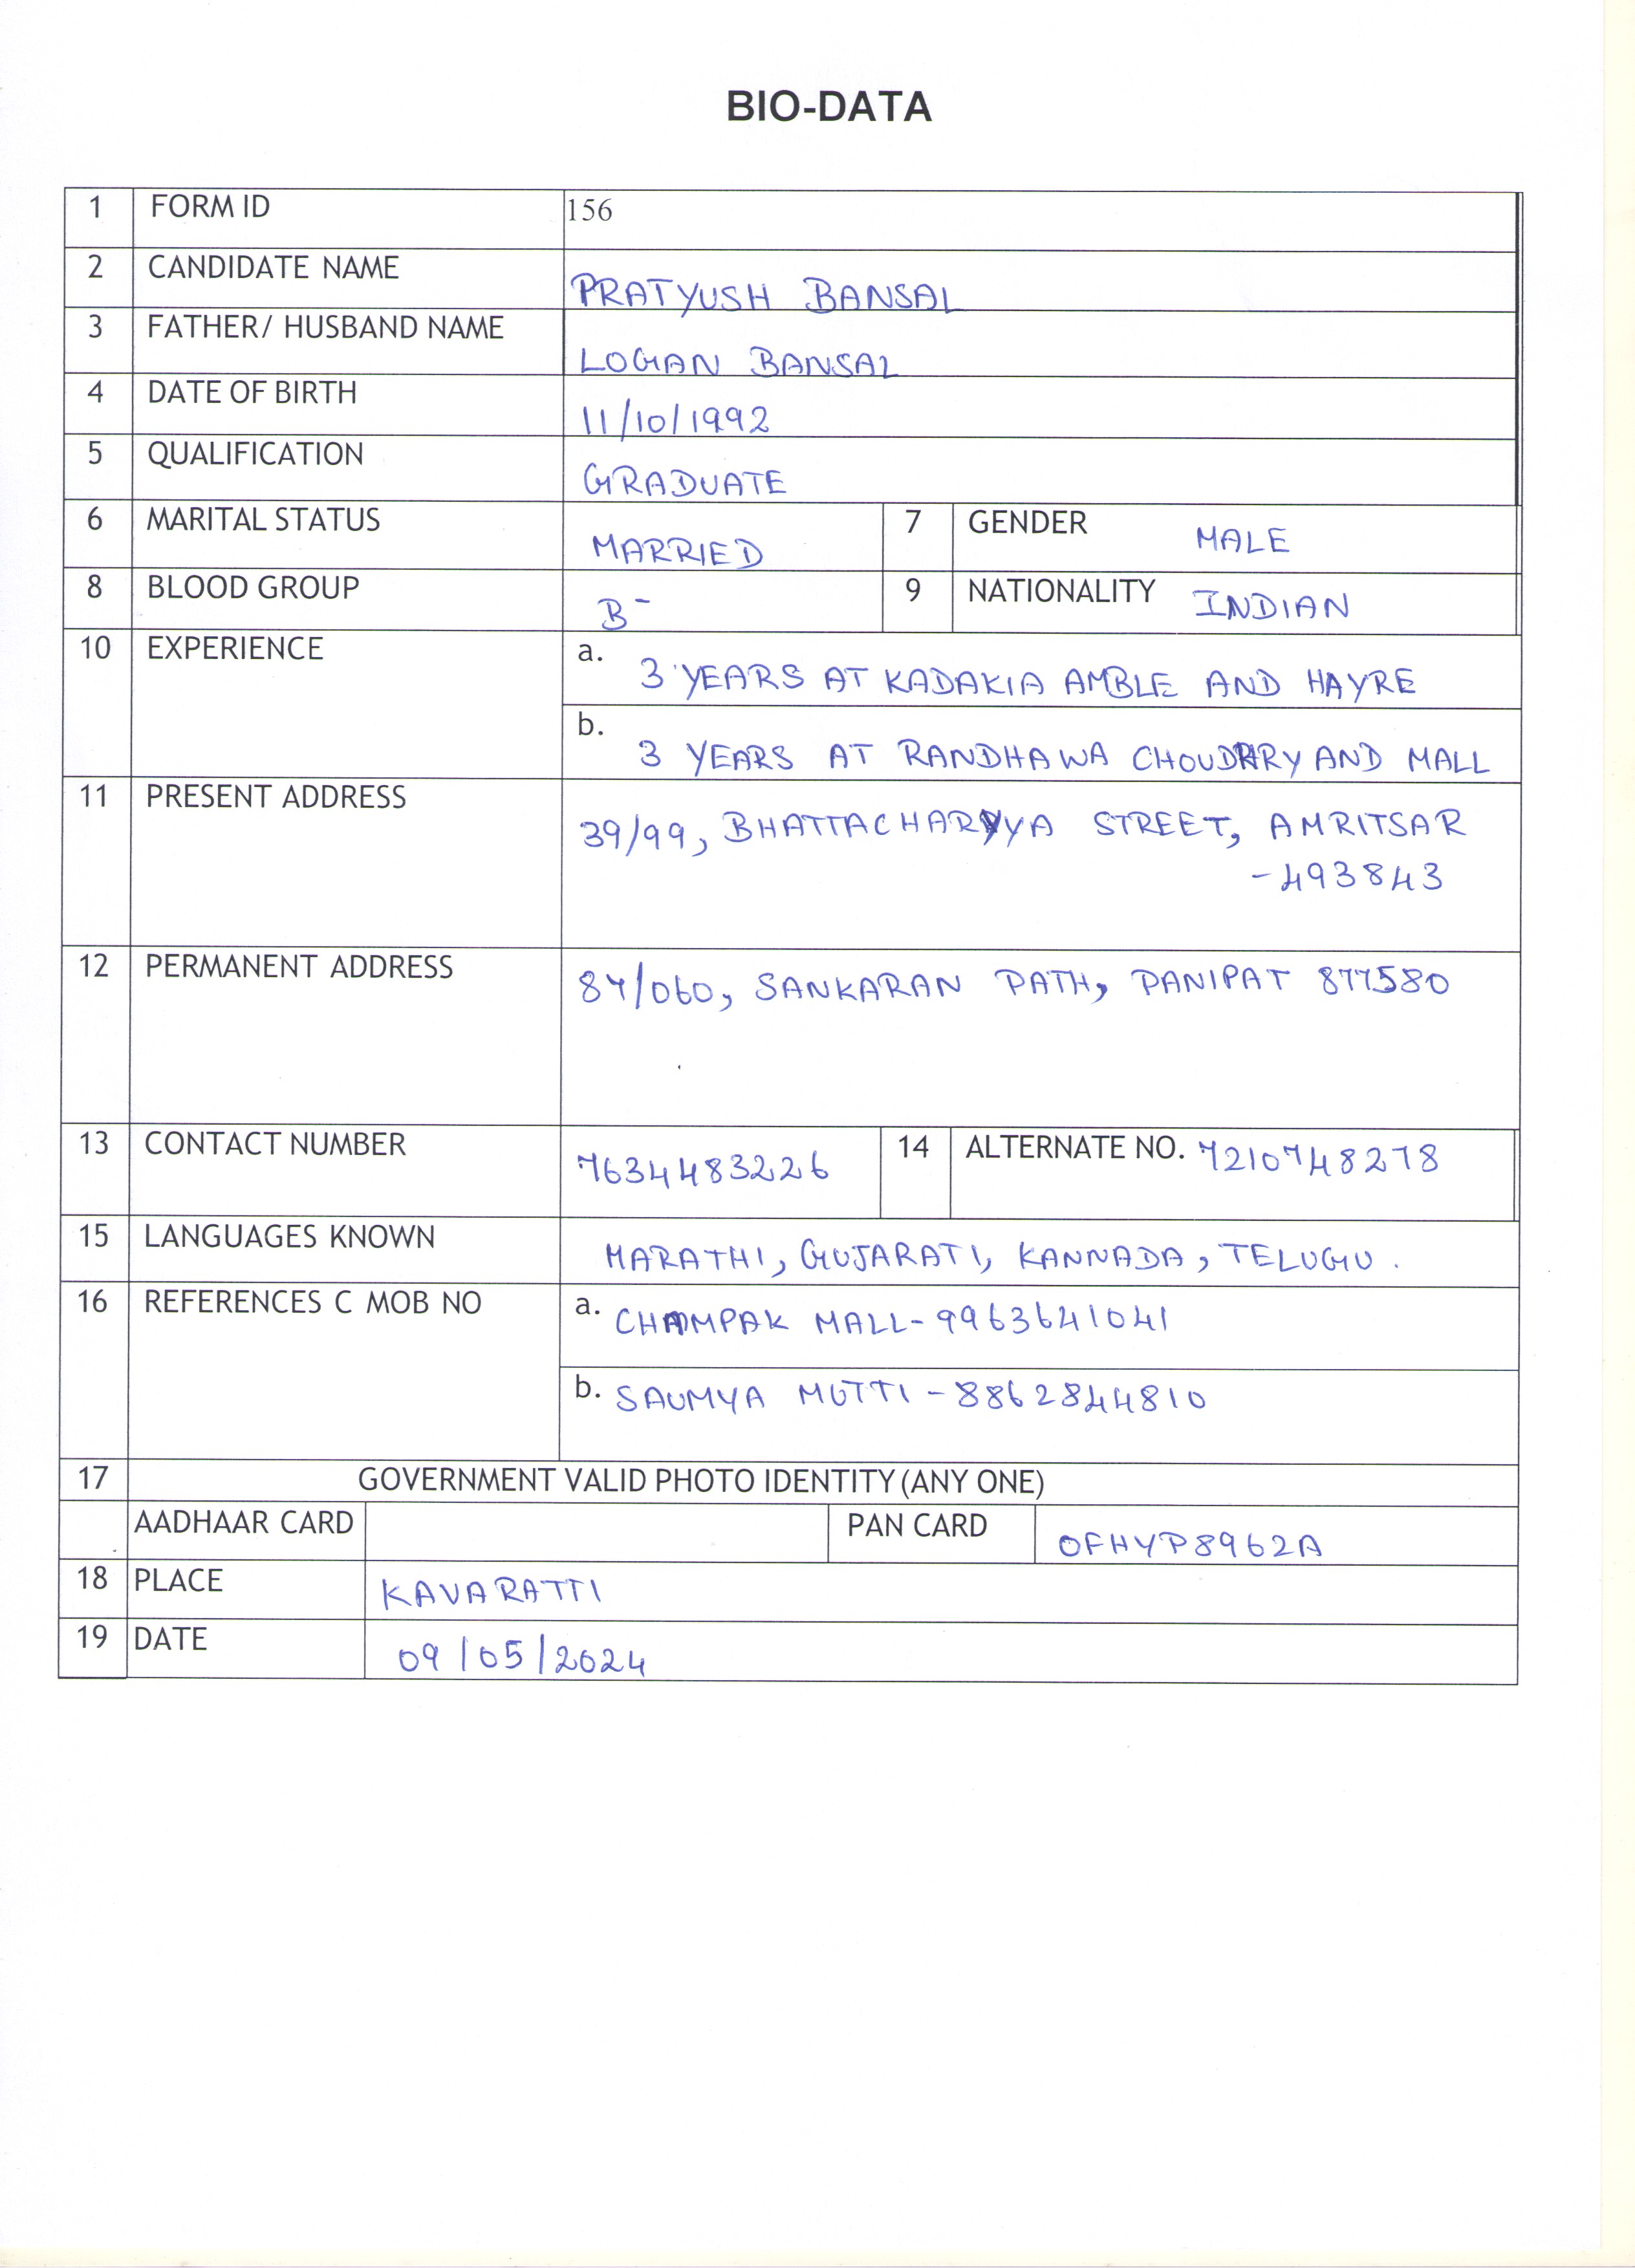 BIO-DATA
1 FORM ID 156
2 CANDIDATE NAME PRATYUSH BANSAL
3 FATHER/ HUSBAND NAME LOGAN BANSAL
4 DATE OF BIRTH 11/10/1992
5 QUALIFICATION GRADUATE
6 MARITAL STATUS MARRIED 7 GENDER MALE
8 BLOOD GROUP B- 9 NATIONALITY INDIAN
10 EXPERIENCE a. 3 YEARS AT KADAKIA AMBLE AND HAYRE
b. 3 YEARS AT RANDHAWA CHOUDHRY AND MALL
11 PRESENT ADDRESS 39/99, BHATTACHARYYA STREET, AMRITSAR
-493843
12 PERMANENT ADDRESS 87/060, SANKARAN PATH, PANIPAT 877580
13 CONTACT NUMBER 7634483226 14 ALTERNATE NO. 7210748278
15 LANGUAGES KNOWN MARATHI, GUJARATI, KANNADA, TELUGU.
16 REFERENCES C MOB NO a. CHAMPAK MALL-9963641041
b. SAUMYA MUTTI-8862844810
17 GOVERNMENT VALID PHOTO IDENTITY (ANY ONE)
AADHAAR CARD PAN CARD OFHYP8962A
18 PLACE KAVARATTI
19 DATE 09/05/2024